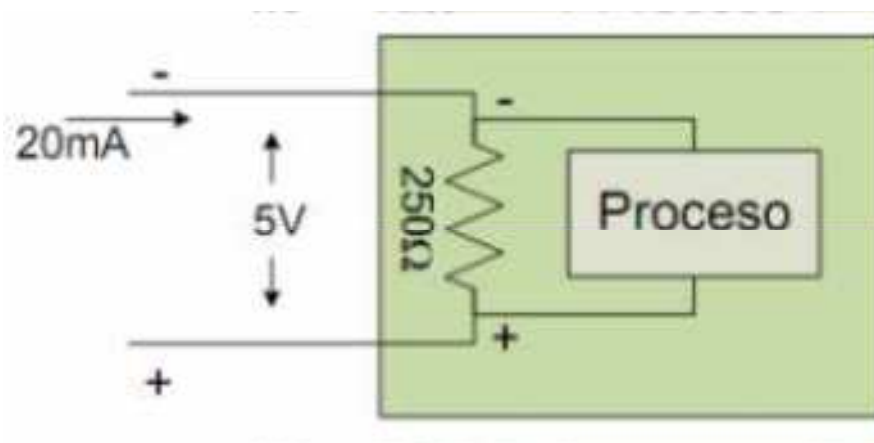 -
-
20mA
5V
250Ω
Proceso
+
+